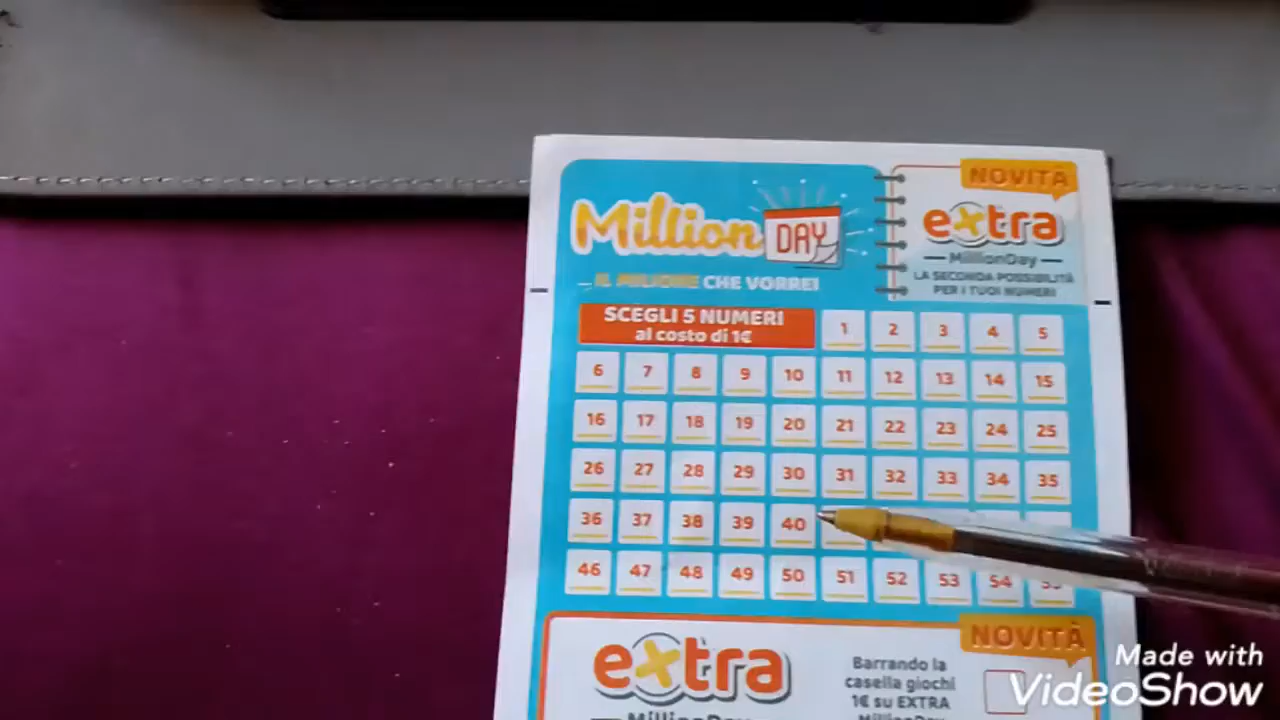 Million DAY
IL MILIONE CHE VORREI
NOVITÀ
extra
MillionDay
LA SECONDA POSSIBILITÀ
PER I TUOI NUMERI
SCEGLI 5 NUMERI
al costo di 1€
1 2 3 4 5
6 7 8 9 10 11 12 13 14 15
16 17 18 19 20 21 22 23 24 25
26 27 28 29 30 31 32 33 34 35
36 37 38 39 40
46 47 48 49 50 51 52 53 54 55
NOVITÀ
extra
MillionDay
Barrando la
casella giochi
1€ su EXTRA
MillionDay
Made with
VideoShow